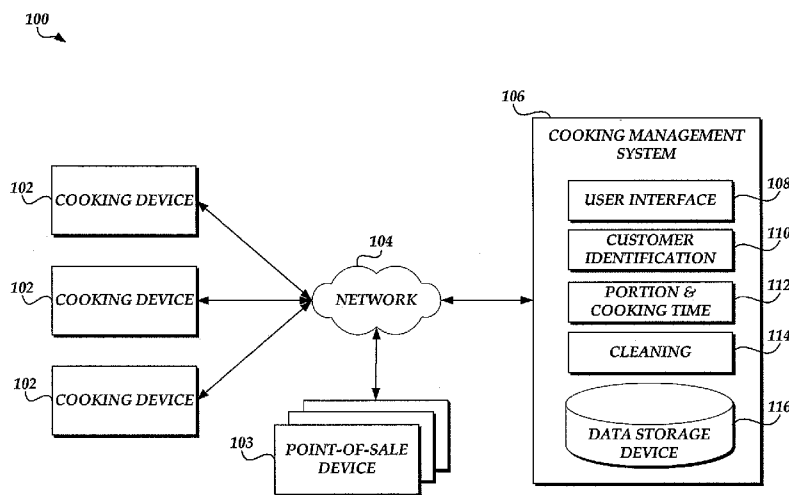 100
106
COOKING MANAGEMENT
SYSTEM
102
COOKING DEVICE
USER INTERFACE
108
104
CUSTOMER
IDENTIFICATION
110
102
COOKING DEVICE
NETWORK
PORTION &
COOKING TIME
112
CLEANING
114
102
COOKING DEVICE
103
POINT-OF-SALE
DEVICE
DATA STORAGE
DEVICE
116